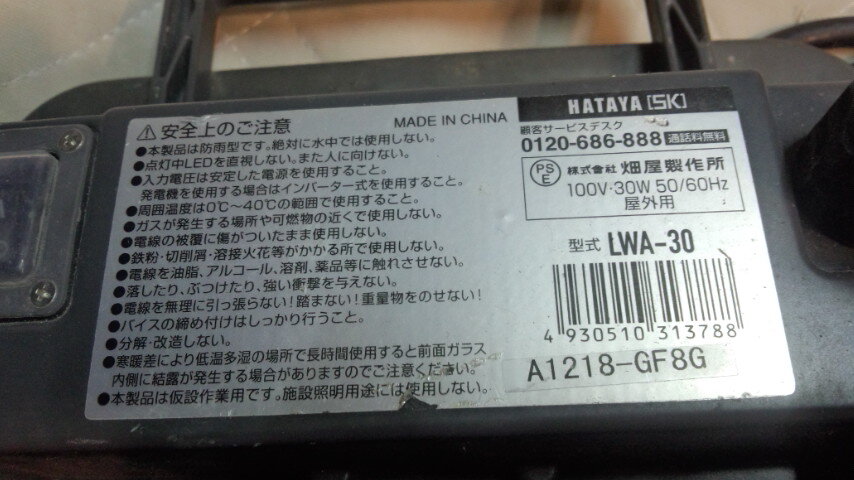 ⚠安全上のご注意 MADE IN CHINA
●本製品は防雨型です。絶対に水中では使用しない。
●点灯中LEDを直視しない。また人に向けない。
●入力電圧は安定した電源を使用すること。
発電機を使用する場合はインバーター式を使用すること。
●周囲温度は0℃〜40℃の範囲で使用すること。
●ガスが発生する場所や可燃物の近くで使用しない。
●電線の被覆に傷がついたまま使用しない。
●鉄粉・切削屑・溶接火花等がかかる所で使用しない。
●電線を油脂、アルコール、溶剤、薬品等に触れさせない。
●落したり、ぶつけたり、強い衝撃を与えない。
●電線を無理に引っ張らない!踏まない!重量物をのせない!
●バイスの締め付けはしっかり行うこと。
●分解・改造しない。
●寒暖差により低温多湿の場所で長時間使用すると前面ガラス
内側に結露が発生する場合がありますのでご注意ください。
●本製品は仮設作業用です。施設照明用途には使用しない。
HATAYA [SK]
顧客サービスデスク
0120-686-888 通話料無料
PSE 株式会社 畑屋製作所
100V・30W 50/60Hz
屋外用
型式 LWA-30
4 930510 313788
A1218-GF8G